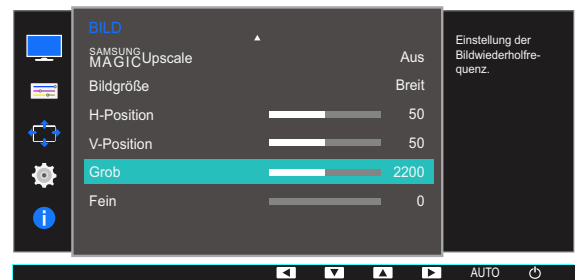 BILD
SAMSUNG
MAGICUpscale Aus
Bildgröße Breit
H-Position 50
V-Position 50
Grob 2200
Fein 0
Einstellung der
Bildwiederholfre-
quenz.
AUTO